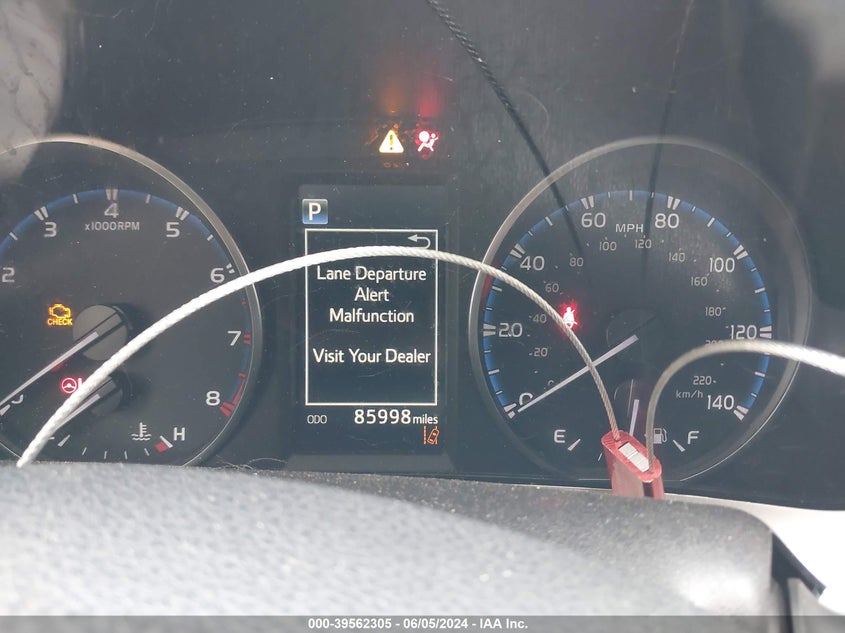 P
Lane Departure
Alert
Malfunction
Visit Your Dealer
ODO 85998 miles
x1000RPM
2 3 4 5 6 7 8
CHECK
H
MPH
0 20 40 60 80 100 120 140
20 40 60 80 100 120 140 160 180 220
km/h
E F
000-39562305 - 06/05/2024 - IAA Inc.